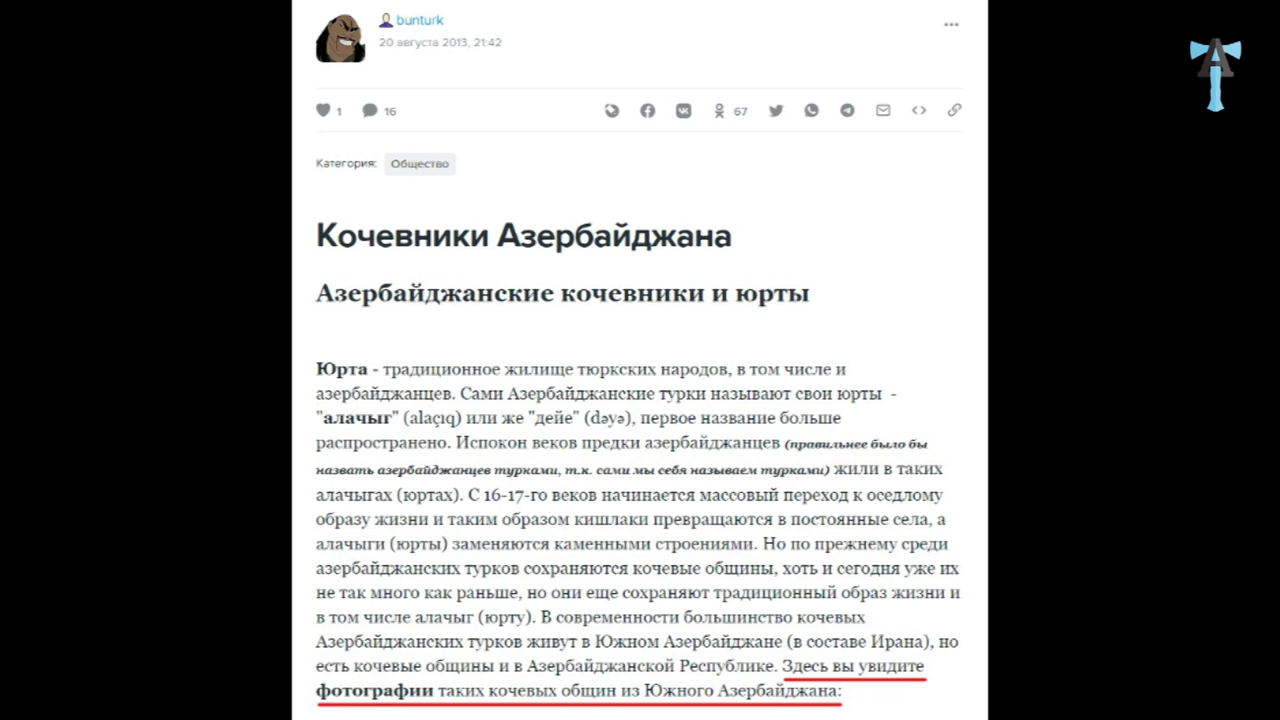 bunturk
20 августа 2013, 21:42
1 16 67
Категория: Общество
Кочевники Азербайджана
Азербайджанские кочевники и юрты
Юрта - традиционное жилище тюркских народов, в том числе и
азербайджанцев. Сами Азербайджанские турки называют свои юрты -
"алачыг" (alaçıq) или же "дейе" (dəyə), первое название больше
распространено. Испокон веков предки азербайджанцев (правильнее было бы
назвать азербайджанцев турками, т.к. сами мы себя называем турками) жили в таких
алачыгах (юртах). С 16-17-го веков начинается массовый переход к оседлому
образу жизни и таким образом кишлаки превращаются в постоянные села, а
алачыги (юрты) заменяются каменными строениями. Но по прежнему среди
азербайджанских турков сохраняются кочевые общины, хоть и сегодня уже их
не так много как раньше, но они еще сохраняют традиционный образ жизни и
в том числе алачыг (юрту). В современности большинство кочевых
Азербайджанских турков живут в Южном Азербайджане (в составе Ирана), но
есть кочевые общины и в Азербайджанской Республике. Здесь вы увидите
фотографии таких кочевых общин из Южного Азербайджана: